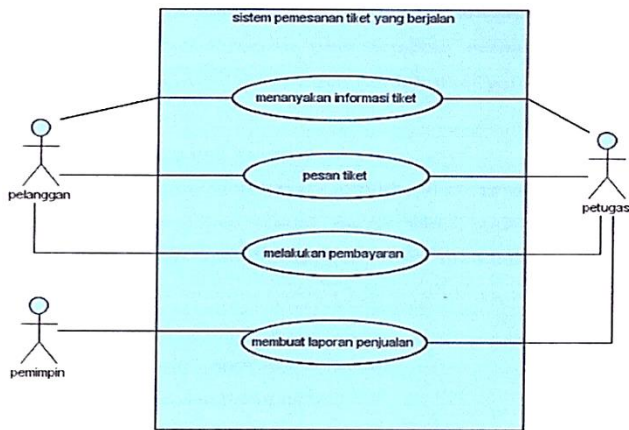 sistem pemesanan tiket yang berjalan
menanyakan informasi tiket
pelanggan
pesan tiket
petugas
melakukan pembayaran
membuat laporan penjualan
pemimpin